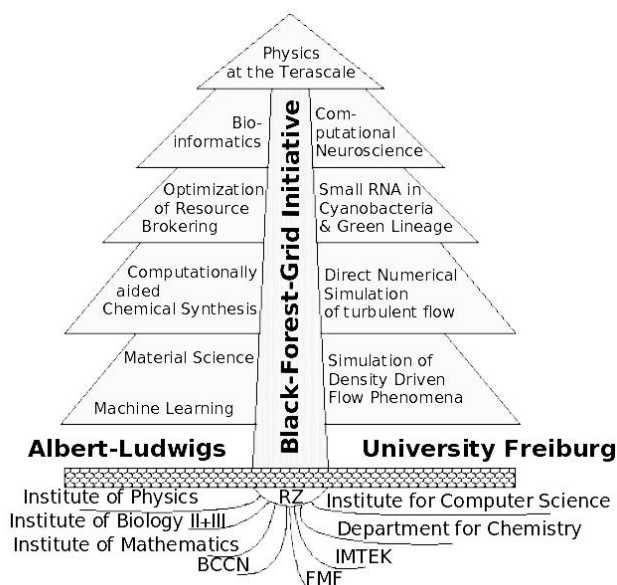 Physics
at the Terascale
Bio-
informatics
Com-
putational
Neuroscience
Optimization
of Resource
Brokering
Small RNA in
Cyanobacteria
& Green Lineage
Computationally
aided
Chemical Synthesis
Direct Numerical
Simulation
of turbulent flow
Material Science
Machine Learning
Simulation of
Density Driven
Flow Phenomena
Black-Forest-Grid Initiative
Albert-Ludwigs
University Freiburg
RZ
Institute of Physics
Institute of Biology II+III
Institute of Mathematics
BCCN
FMF
IMTEK
Department for Chemistry
Institute for Computer Science